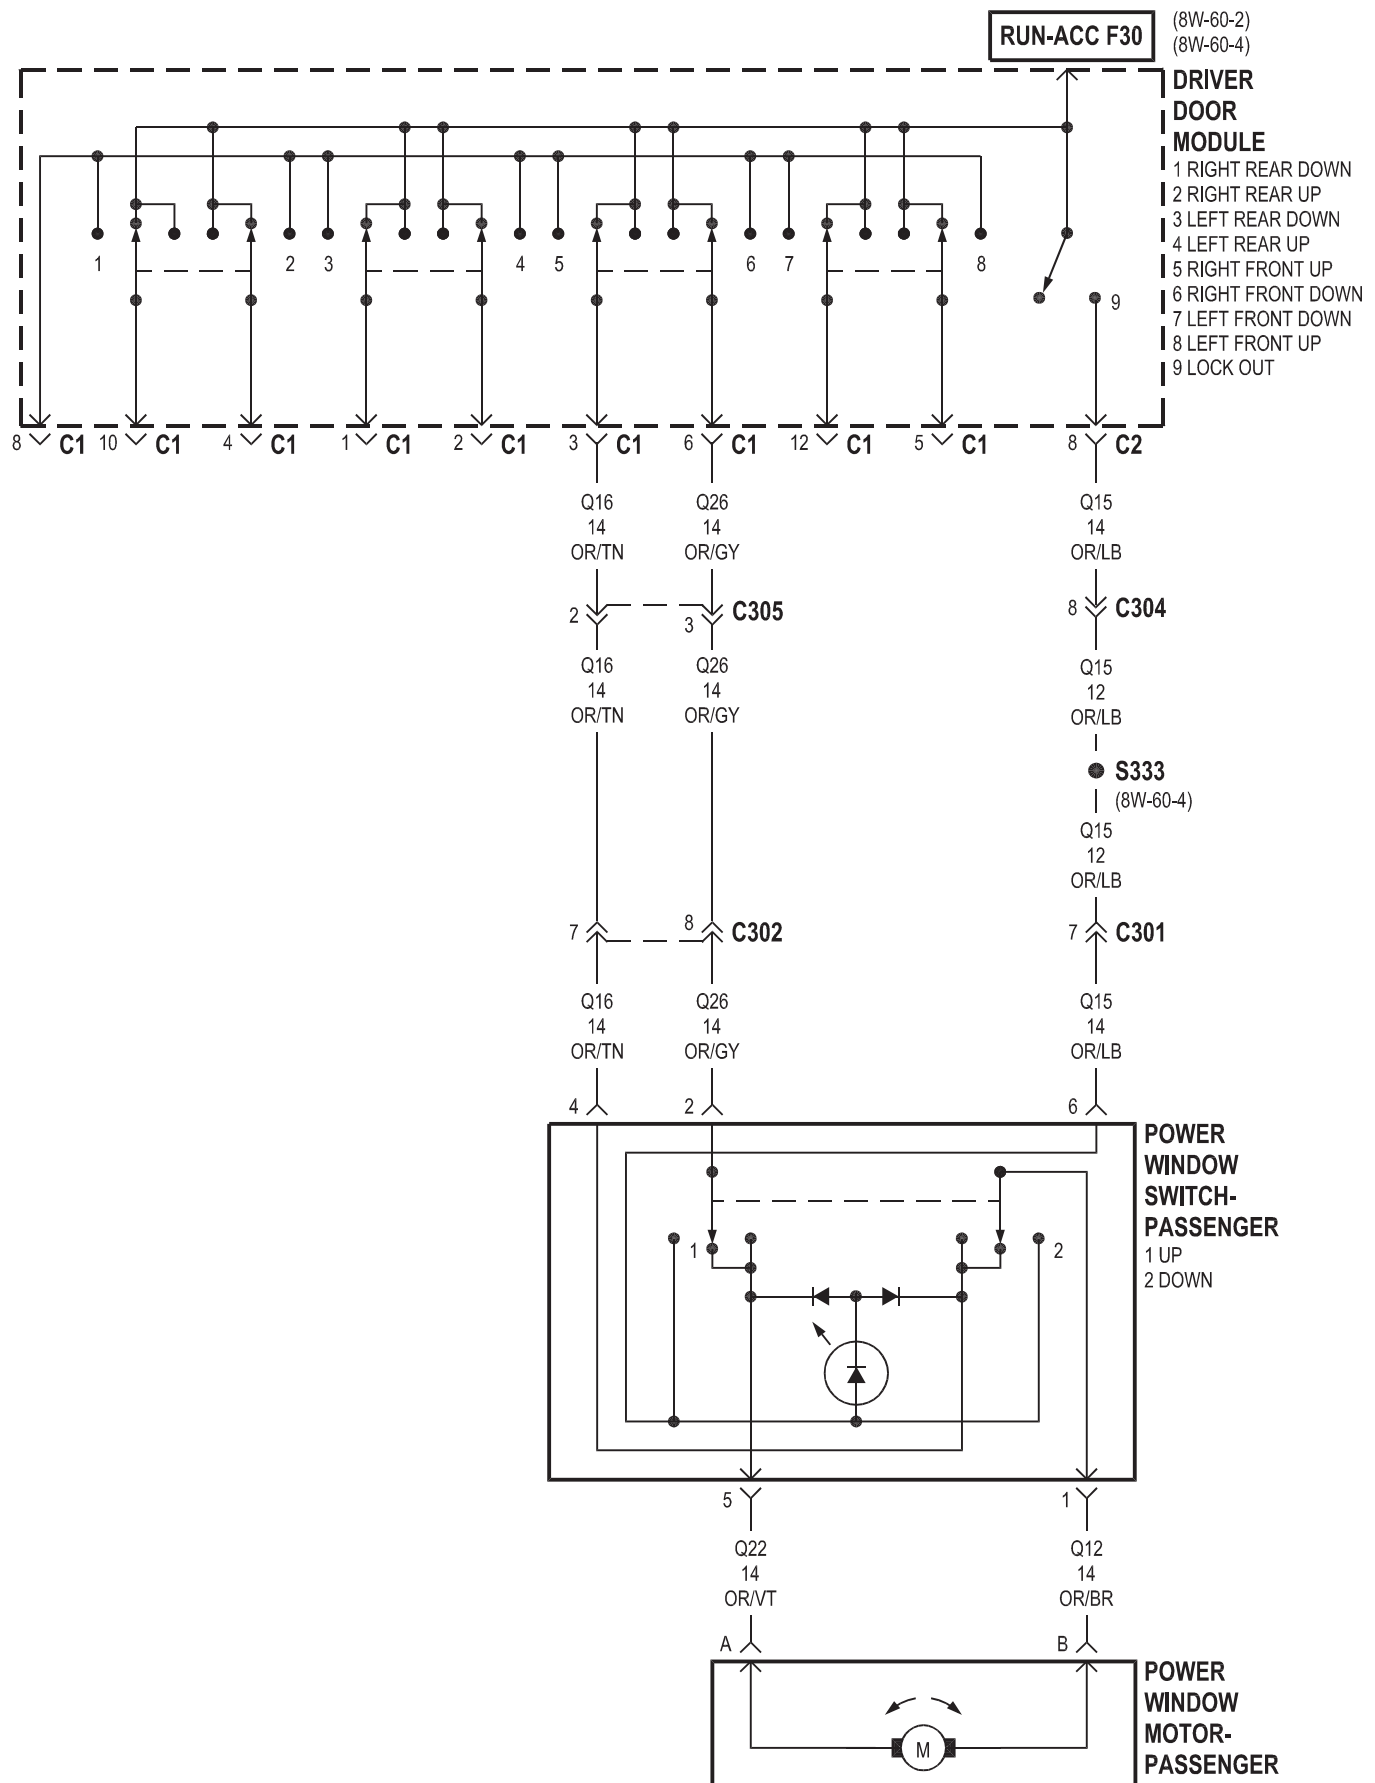 RUN-ACC F30
(8W-60-2)
(8W-60-4)
DRIVER
DOOR
MODULE
1 RIGHT REAR DOWN
2 RIGHT REAR UP
3 LEFT REAR DOWN
4 LEFT REAR UP
5 RIGHT FRONT UP
6 RIGHT FRONT DOWN
7 LEFT FRONT DOWN
8 LEFT FRONT UP
9 LOCK OUT
1 2 3 4 5 6 7 8
9
8 C1 10 C1 4 C1 1 C1 2 C1 3 C1 6 C1 12 C1 5 C1 8 C2
Q16 Q26 Q15
14 14 14
OR/TN OR/GY OR/LB
2 3 C305 8 C304
Q16 Q26 Q15
14 14 12
OR/TN OR/GY OR/LB
S333
(8W-60-4)
Q15
12
OR/LB
7 8 C302 7 C301
Q16 Q26 Q15
14 14 14
OR/TN OR/GY OR/LB
4 2 6
POWER
WINDOW
SWITCH-
PASSENGER
1 UP
2 DOWN
1 2
5 1
Q22 Q12
14 14
OR/VT OR/BR
A B
POWER
WINDOW
MOTOR-
PASSENGER
M